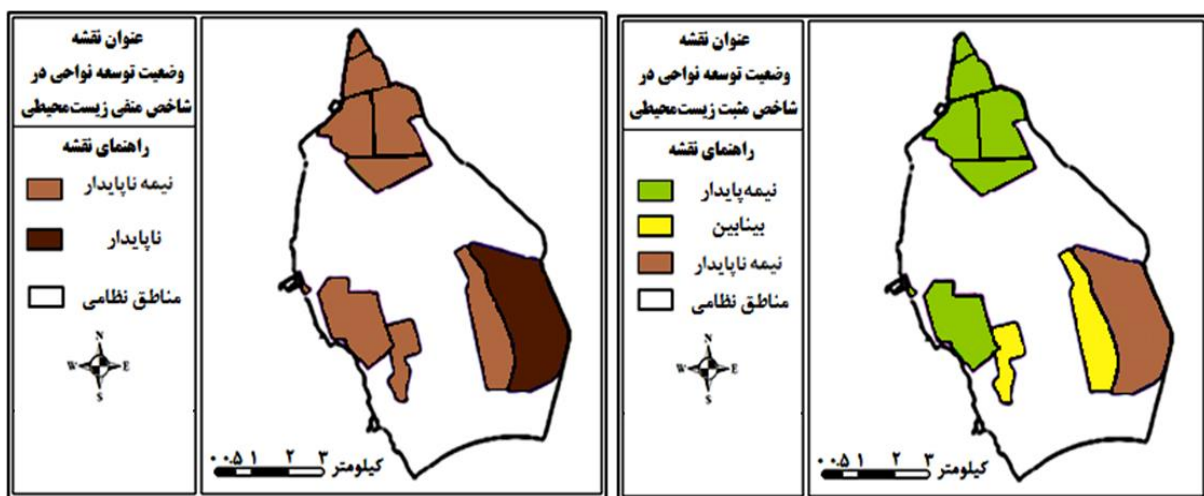 عنوان نقشه
وضعیت توسعه نواحی در
شاخص منفی زیست‌محیطی
راهنمای نقشه
نیمه ناپایدار
ناپایدار
مناطق نظامی
N
W E
S
۰ ۰.۵ ۱ ۲ ۳ کیلومتر
عنوان نقشه
وضعیت توسعه نواحی در
شاخص مثبت زیست‌محیطی
راهنمای نقشه
نیمه‌پایدار
بینابین
نیمه ناپایدار
مناطق نظامی
N
W E
S
۰ ۰.۵ ۱ ۲ ۳ کیلومتر